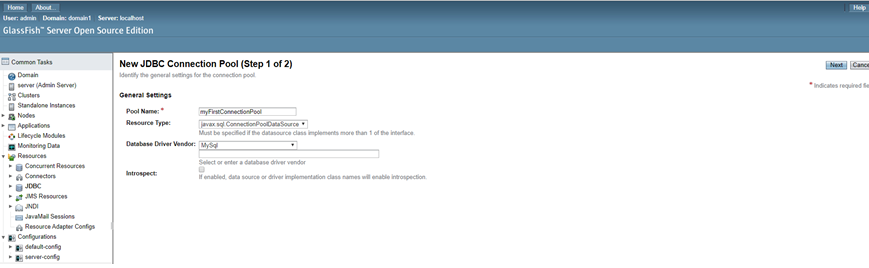 Home About... Help
User: admin Domain: domain1 Server: localhost
GlassFish™ Server Open Source Edition
Common Tasks
Domain
server (Admin Server)
Clusters
Standalone Instances
Nodes
Applications
Lifecycle Modules
Monitoring Data
Resources
Concurrent Resources
Connectors
JDBC
JMS Resources
JNDI
JavaMail Sessions
Resource Adapter Configs
Configurations
default-config
server-config
New JDBC Connection Pool (Step 1 of 2)
Next Cance
Identify the general settings for the connection pool.
* Indicates required fie
General Settings
Pool Name: * myFirstConnectionPool
Resource Type: javax.sql.ConnectionPoolDataSource
Must be specified if the datasource class implements more than 1 of the interface.
Database Driver Vendor: MySql
Select or enter a database driver vendor
Introspect:
If enabled, data source or driver implementation class names will enable introspection.